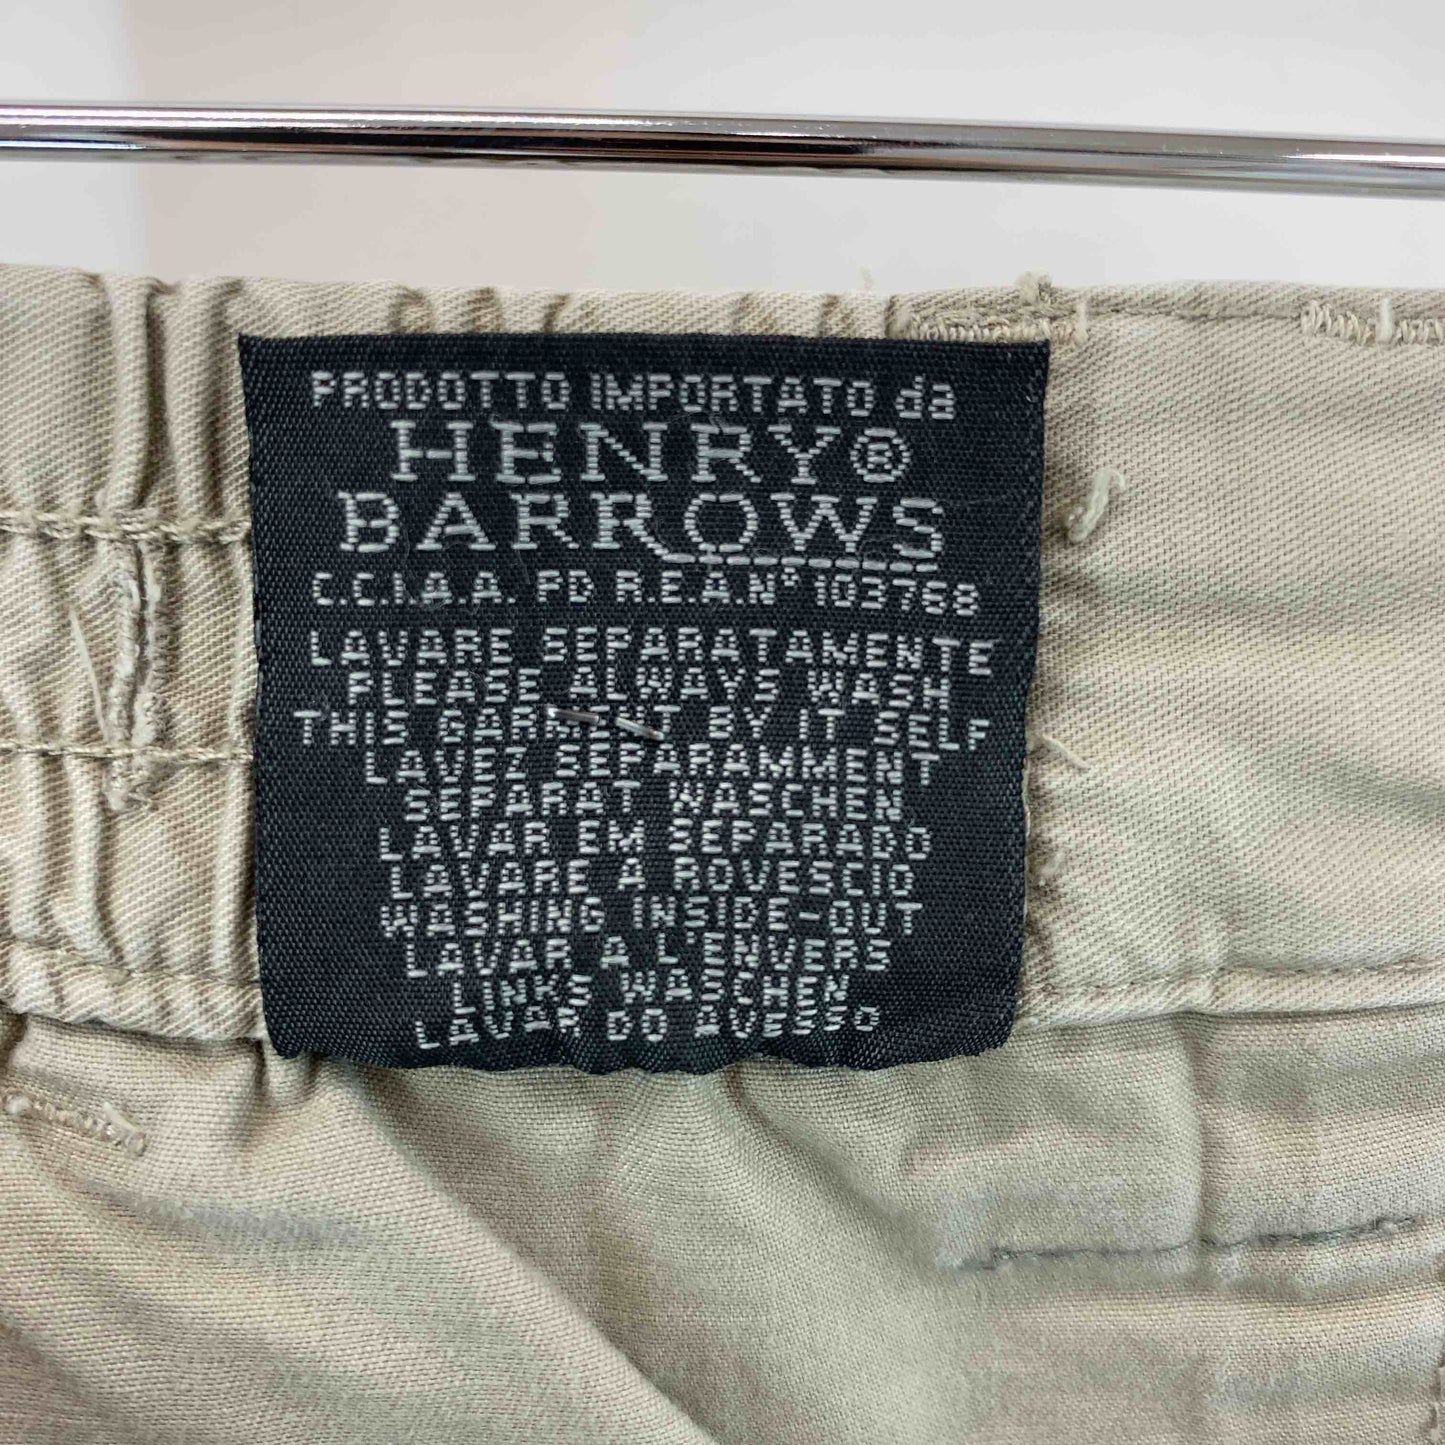 PRODOTTO IMPORTATO da
HENRY®
BARROWS
C.C.I.A.A. PD R.E.A.N° 103768
LAVARE SEPARATAMENTE
PLEASE ALWAYS WASH
THIS GARMENT BY IT SELF
LAVEZ SEPARAMMENT
SEPARAT WASCHEN
LAVAR EM SEPARADO
LAVARE A ROVESCIO
WASHING INSIDE-OUT
LAVAR A L'ENVERS
LINKS WASCHEN
LAVAR DO AVESSO